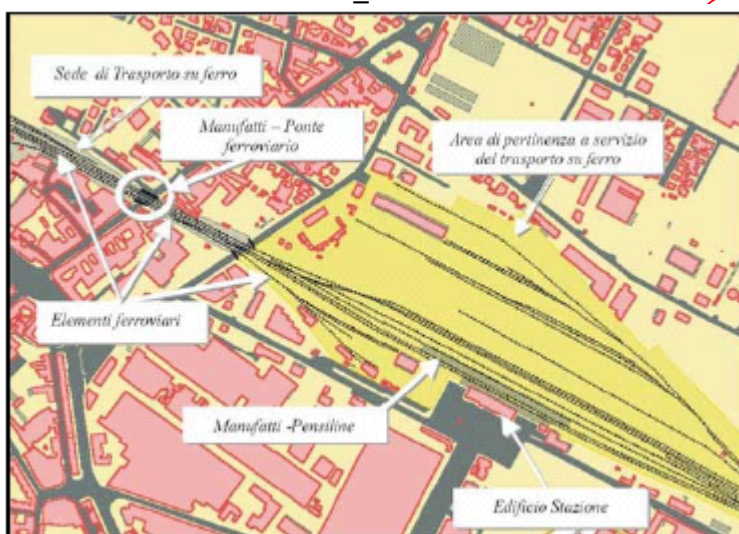 Sede di Trasporto su ferro
Manufatti – Ponte
ferroviario
Area di pertinenza a servizio
del trasporto su ferro
Elementi ferroviari
Manufatti -Pensiline
Edificio Stazione